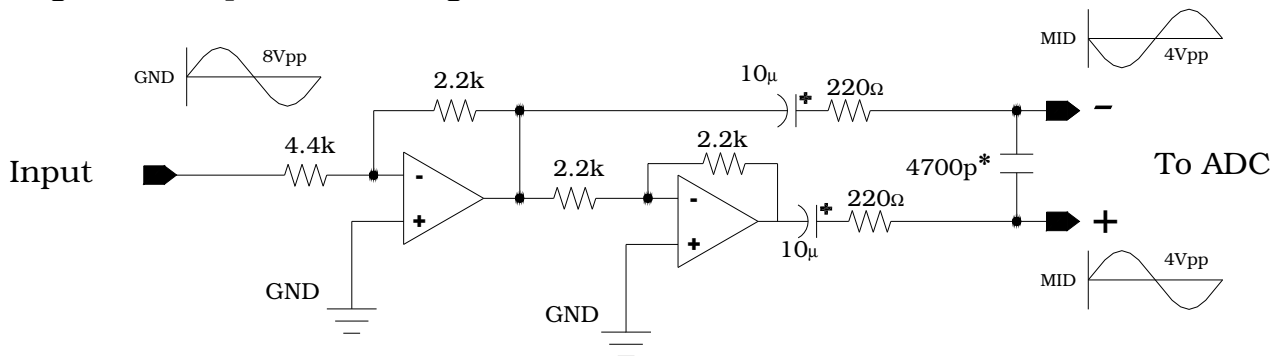 GND
8Vpp
MID
4Vpp
10µ
+
220Ω
2.2k
−
4.4k
2.2k
2.2k
4700p*
Input
To ADC
-
+
-
+
+
220Ω
+
10µ
GND
GND
MID
4Vpp